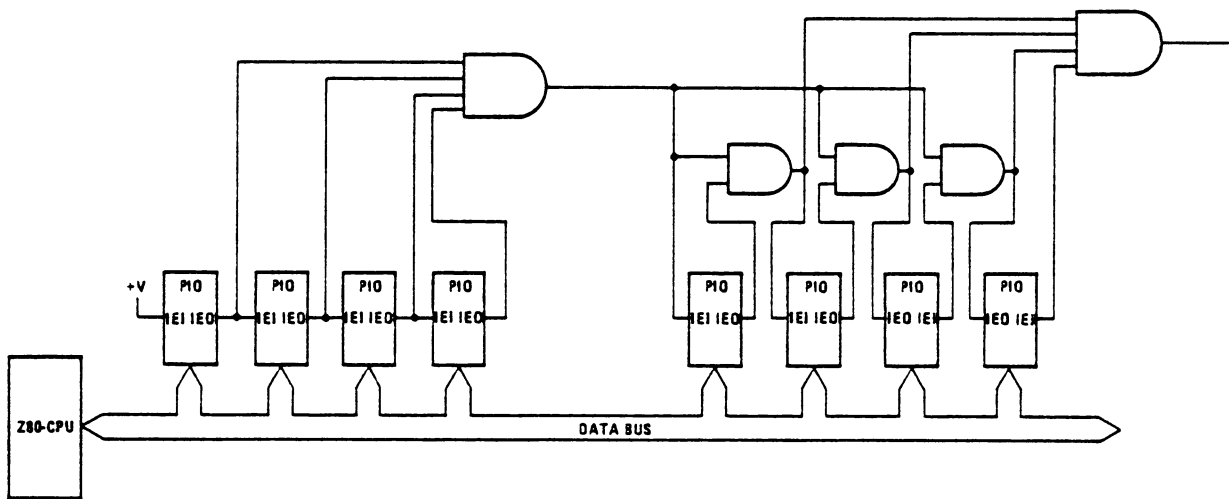 PIO PIO PIO PIO PIO PIO PIO PIO
+V
IEI IEO IEI IEO IEI IEO IEI IEO IEI IEO IEI IEO IEO IEI IEO IEI
Z80-CPU
DATA BUS